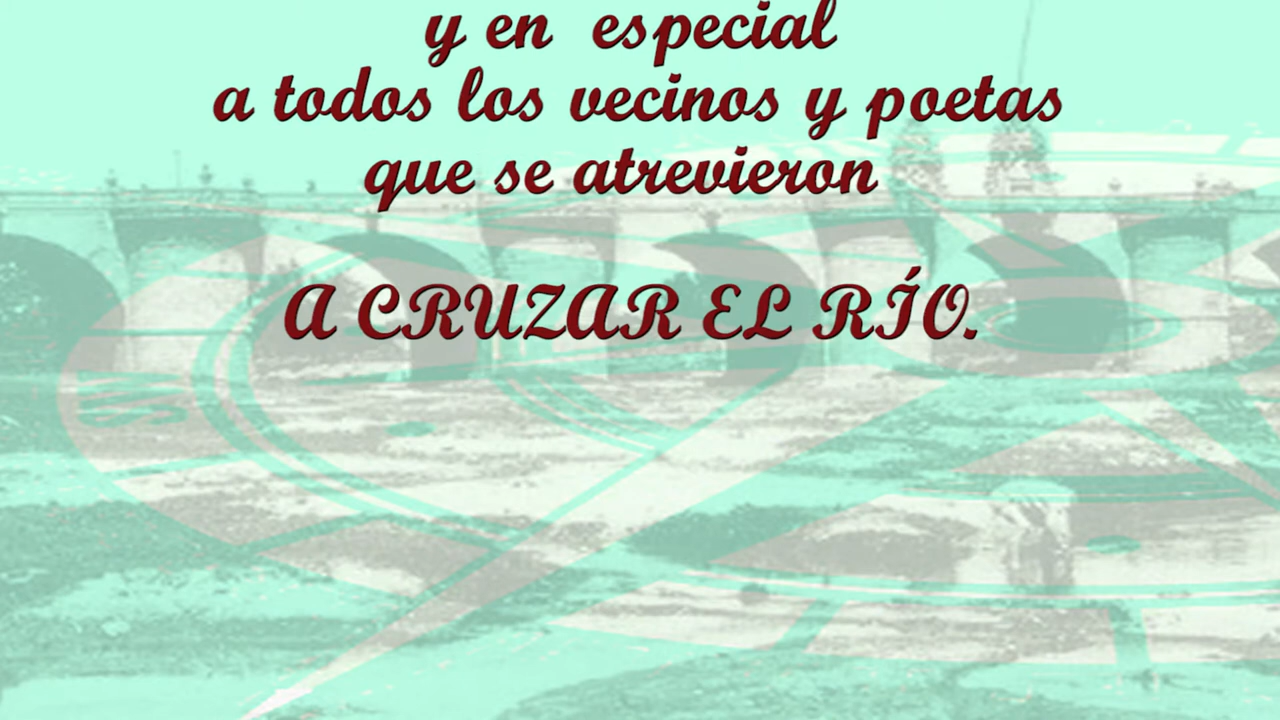 y en especial
a todos los vecinos y poetas
que se atrevieron
A CRUZAR EL RÍO.